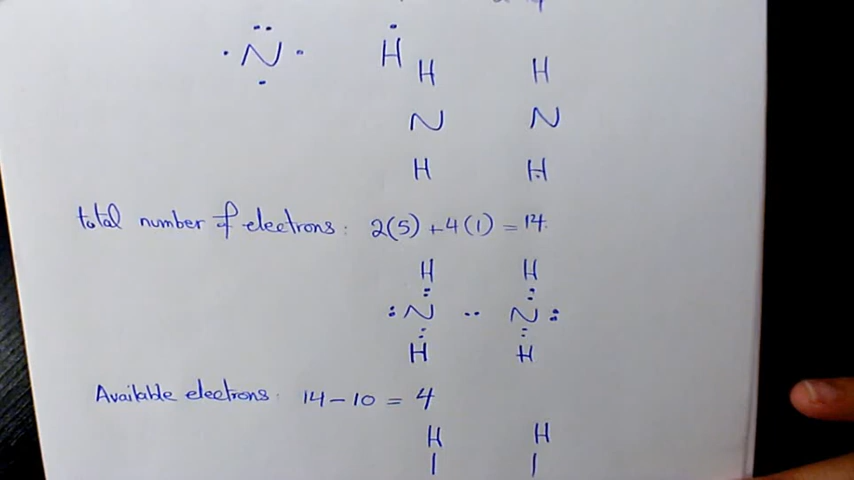 N H
H H
N N
H H
total number of electrons: 2(5) + 4(1) = 14.
H H
: N : N :
H H
Available electrons: 14 - 10 = 4
H H
| |